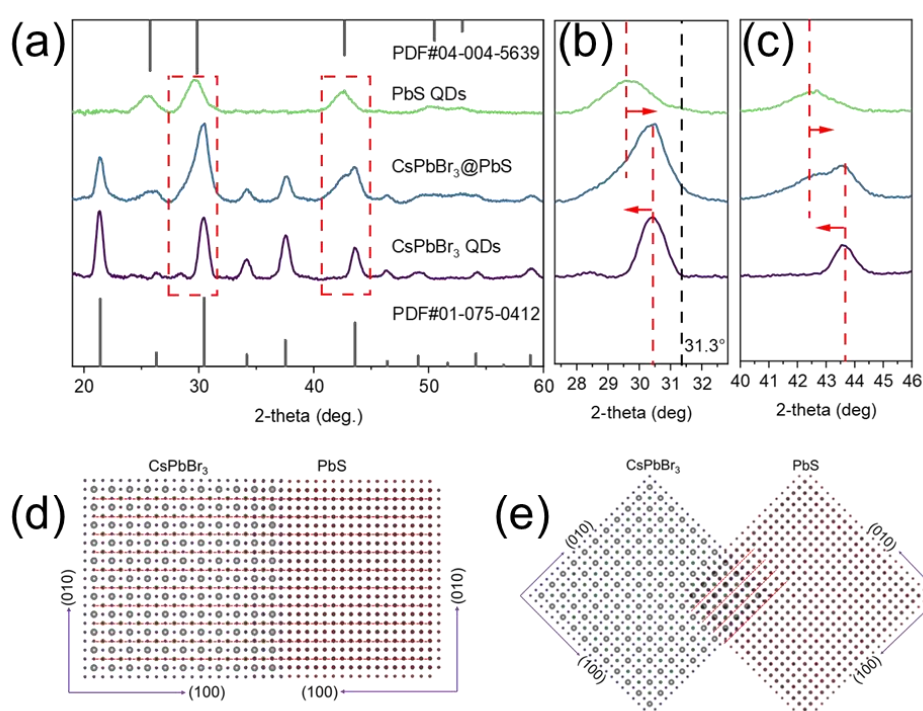 (a)
PDF#04-004-5639
PbS QDs
CsPbBr₃@PbS
CsPbBr₃ QDs
PDF#01-075-0412
20 30 40 50 60
2-theta (deg.)
(b)
31.3°
28 29 30 31 32
2-theta (deg)
(c)
40 41 42 43 44 45 46
2-theta (deg)
(d)
CsPbBr₃ PbS
(010)
(010)
(100) (100)
(e)
CsPbBr₃ PbS
(010) (010)
(100) (100)